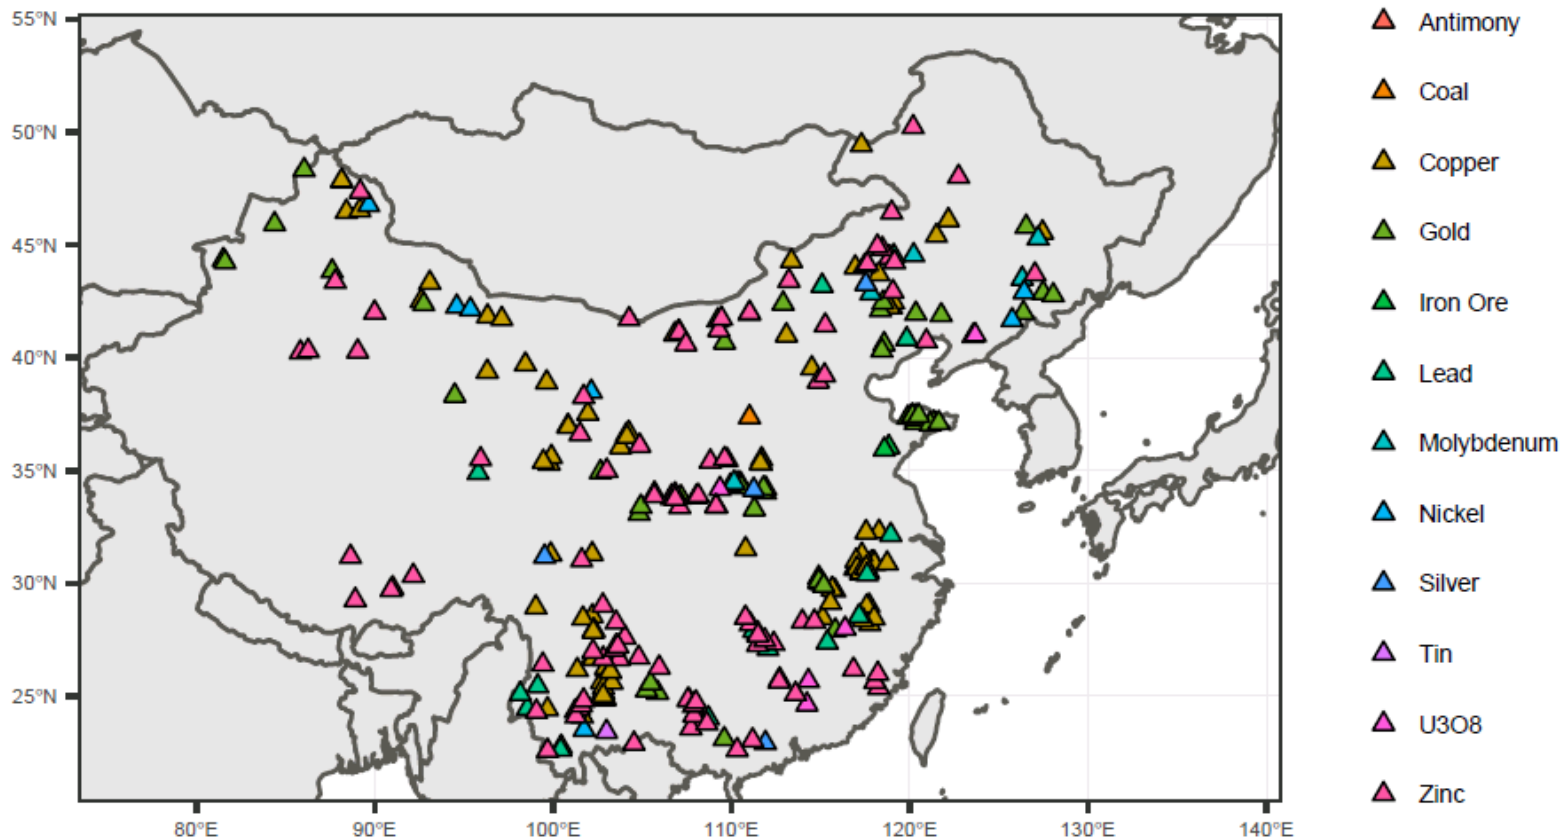 55°N
50°N
45°N
40°N
35°N
30°N
25°N
80°E 90°E 100°E 110°E 120°E 130°E 140°E
Antimony
Coal
Copper
Gold
Iron Ore
Lead
Molybdenum
Nickel
Silver
Tin
U3O8
Zinc